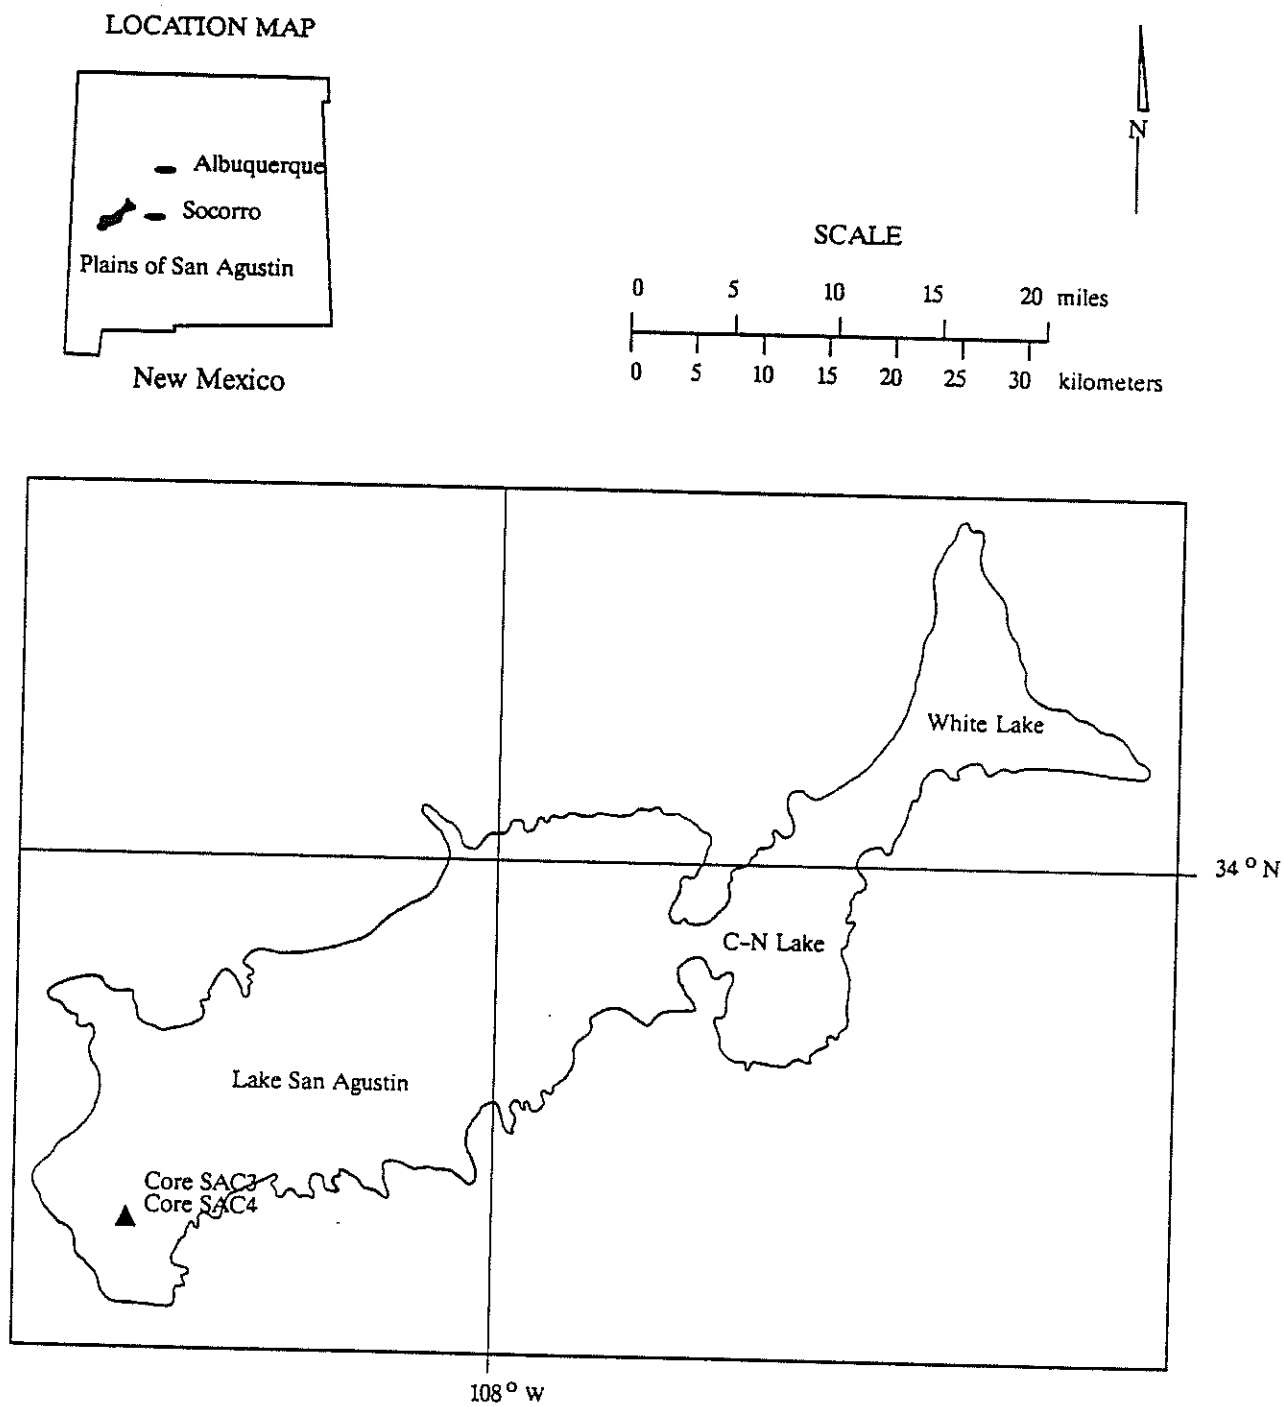 LOCATION MAP
Albuquerque
Socorro
Plains of San Agustin
New Mexico
N
SCALE
0 5 10 15 20 miles
0 5 10 15 20 25 30 kilometers
White Lake
34 ° N
C-N Lake
Lake San Agustin
Core SAC3
Core SAC4
108 ° W